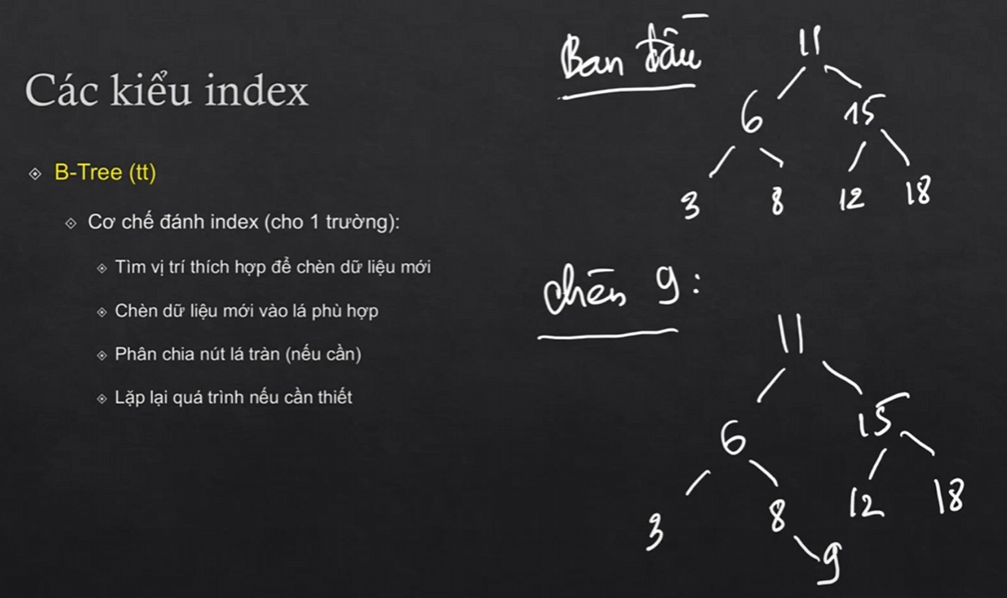 Các kiểu index
B-Tree (tt)
Cơ chế đánh index (cho 1 trường):
Tìm vị trí thích hợp để chèn dữ liệu mới
Chèn dữ liệu mới vào lá phù hợp
Phân chia nút lá tràn (nếu cần)
Lặp lại quá trình nếu cần thiết
Ban đầu
11
6 15
3 8 12 18
chèn 9:
11
6 15
3 8 12 18
9